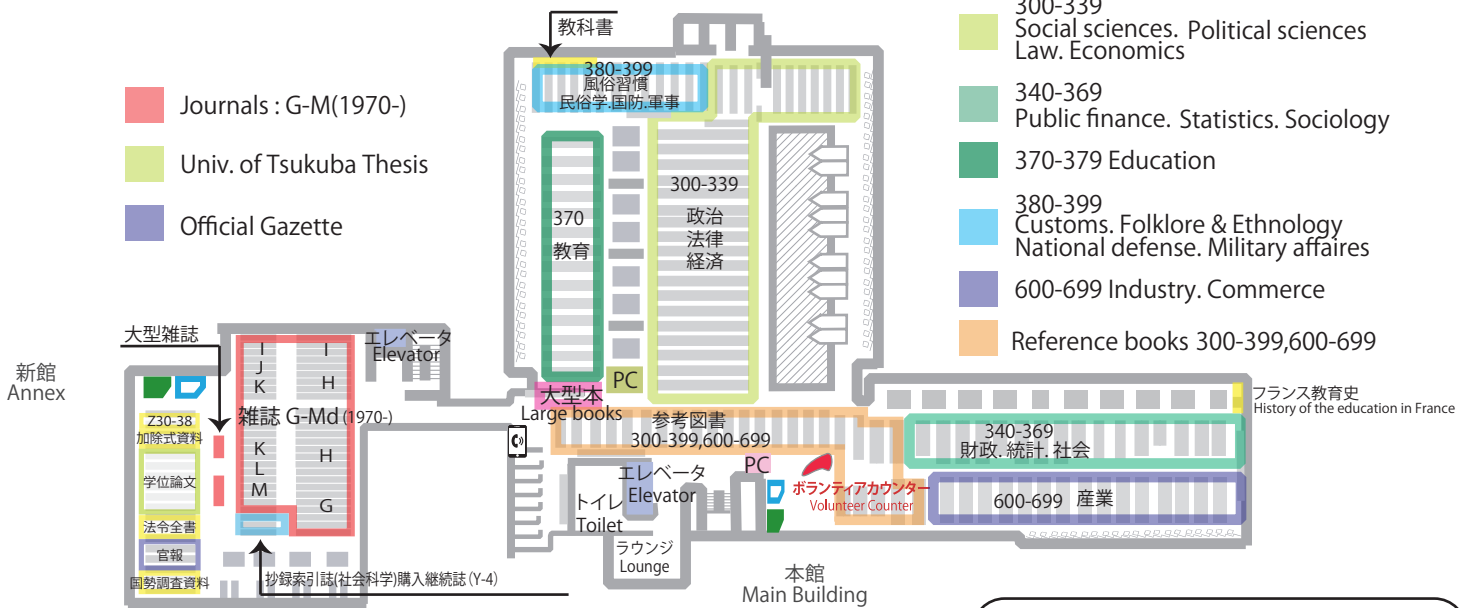 教科書
300-339
Social sciences. Political sciences
Law. Economics
340-369
Public finance. Statistics. Sociology
370-379 Education
380-399
Customs. Folklore & Ethnology
National defense. Military affaires
600-699 Industry. Commerce
Reference books 300-399,600-699
Journals : G-M(1970-)
Univ. of Tsukuba Thesis
Official Gazette
380-399
風俗習慣
民俗学.国防.軍事
370
教育
300-339
政治
法律
経済
PC
大型本
Large books
参考図書
300-399,600-699
フランス教育史
History of the education in France
340-369
財政. 統計. 社会
600-699 産業
PC
ボランティアカウンター
Volunteer Counter
エレベータ
Elevator
トイレ
Toilet
ラウンジ
Lounge
本館
Main Building
新館
Annex
大型雑誌
エレベータ
Elevator
I
J
K
I
H
雑誌 G-Md (1970-)
K
L
M
H
G
Z30-38
加除式資料
学位論文
法令全書
官報
国勢調査資料
抄録索引誌(社会科学)購入継続誌(Y-4)